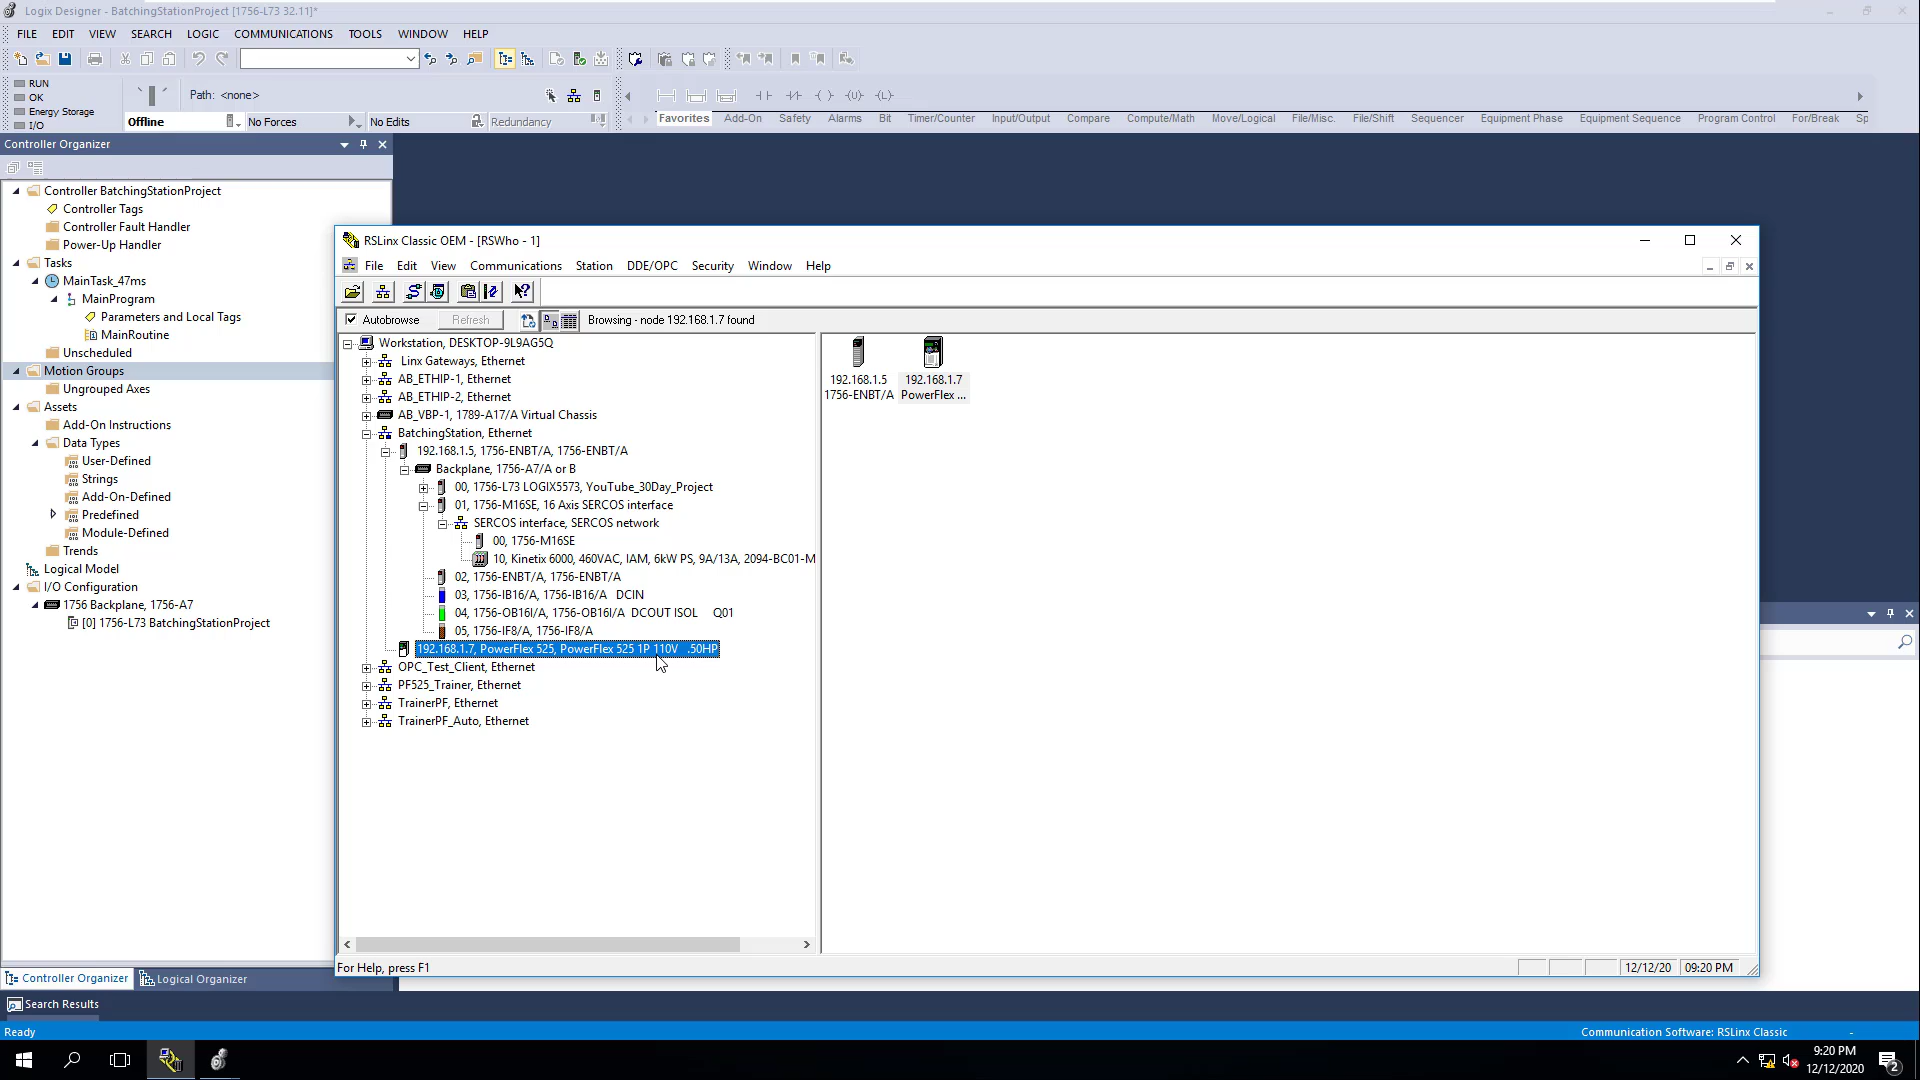 Logix Designer - BatchingStationProject [1756-L73 32.11]*
FILE EDIT VIEW SEARCH LOGIC COMMUNICATIONS TOOLS WINDOW HELP
RUN
OK
Energy Storage
I/O
Path: <none>
Offline No Forces No Edits Redundancy
Favorites Add-On Safety Alarms Bit Timer/Counter Input/Output Compare Compute/Math Move/Logical File/Misc. File/Shift Sequencer Equipment Phase Equipment Sequence Program Control For/Break Sp
Controller Organizer
Controller BatchingStationProject
Controller Tags
Controller Fault Handler
Power-Up Handler
Tasks
MainTask_47ms
MainProgram
Parameters and Local Tags
MainRoutine
Unscheduled
Motion Groups
Ungrouped Axes
Assets
Add-On Instructions
Data Types
User-Defined
Strings
Add-On-Defined
Predefined
Module-Defined
Trends
Logical Model
I/O Configuration
1756 Backplane, 1756-A7
[0] 1756-L73 BatchingStationProject
Controller Organizer Logical Organizer
Search Results
Ready
RSLinx Classic OEM - [RSWho - 1]
File Edit View Communications Station DDE/OPC Security Window Help
Autobrowse Refresh Browsing - node 192.168.1.7 found
Workstation, DESKTOP-9L9AG5Q
Linx Gateways, Ethernet
AB_ETHIP-1, Ethernet
AB_ETHIP-2, Ethernet
AB_VBP-1, 1789-A17/A Virtual Chassis
BatchingStation, Ethernet
192.168.1.5, 1756-ENBT/A, 1756-ENBT/A
Backplane, 1756-A7/A or B
00, 1756-L73 LOGIX5573, YouTube_30Day_Project
01, 1756-M16SE, 16 Axis SERCOS interface
SERCOS interface, SERCOS network
00, 1756-M16SE
10, Kinetix 6000, 460VAC, IAM, 6kW PS, 9A/13A, 2094-BC01-M
02, 1756-ENBT/A, 1756-ENBT/A
03, 1756-IB16/A, 1756-IB16/A DCIN
04, 1756-OB16I/A, 1756-OB16I/A DCOUT ISOL Q01
05, 1756-IF8/A, 1756-IF8/A
192.168.1.7, PowerFlex 525, PowerFlex 525 1P 110V .50HP
OPC_Test_Client, Ethernet
PF525_Trainer, Ethernet
TrainerPF, Ethernet
TrainerPF_Auto, Ethernet
192.168.1.5
1756-ENBT/A
192.168.1.7
PowerFlex ...
For Help, press F1
12/12/20 09:20 PM
Communication Software: RSLinx Classic
9:20 PM
12/12/2020
2